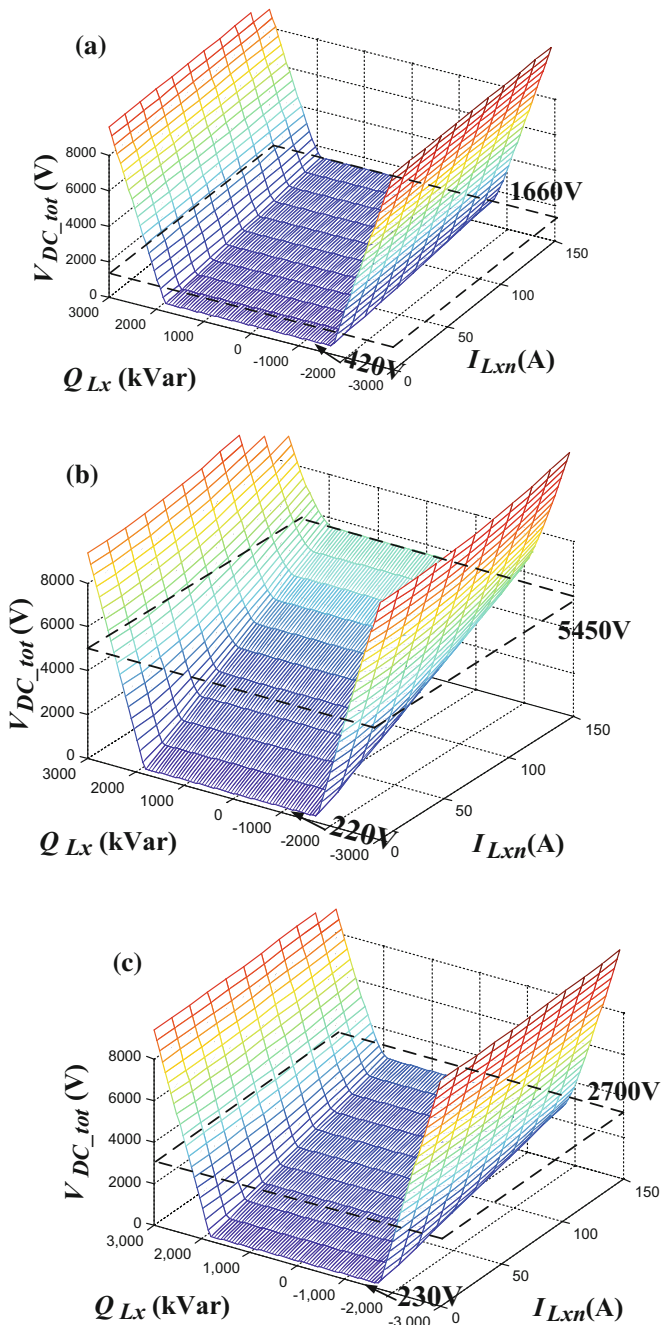 (a)
8000
6000
4000
2000
0
V DC_tot (V)
3000
2000
1000
0
-1000
-2000
-3000
Q Lx (kVar)
420V
1660V
150
100
50
0
I Lxn (A)
(b)
8000
6000
4000
2000
0
V DC_tot (V)
3000
2000
1000
0
-1000
-2000
-3000
Q Lx (kVar)
220V
5450V
150
100
50
0
I Lxn (A)
(c)
8000
6000
4000
2000
0
V DC_tot (V)
3,000
2,000
1,000
0
-1,000
-2,000
-3,000
Q Lx (kVar)
230V
2700V
150
100
50
0
I Lxn (A)